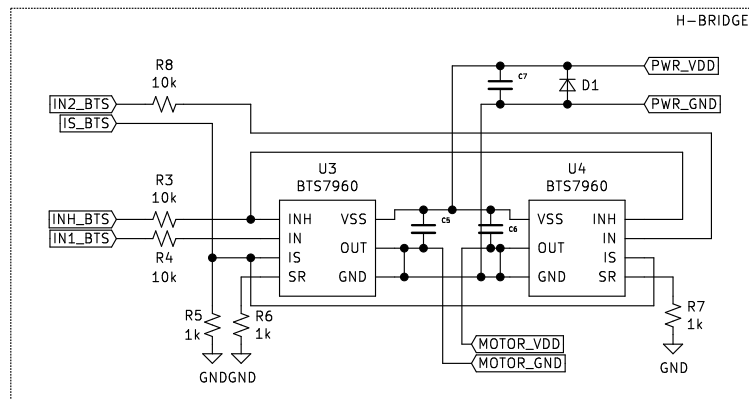 H-BRIDGE
R8
10k
C7
PWR_VDD
D1
IN2_BTS
PWR_GND
IS_BTS
U3
BTS7960
U4
BTS7960
R3
10k
INH_BTS
INH
VSS
C5
C6
VSS
INH
IN1_BTS
IN
OUT
OUT
IN
R4
10k
IS
IS
SR
GND
GND
SR
R5
1k
R6
1k
R7
1k
MOTOR_VDD
MOTOR_GND
GND
GND
GND